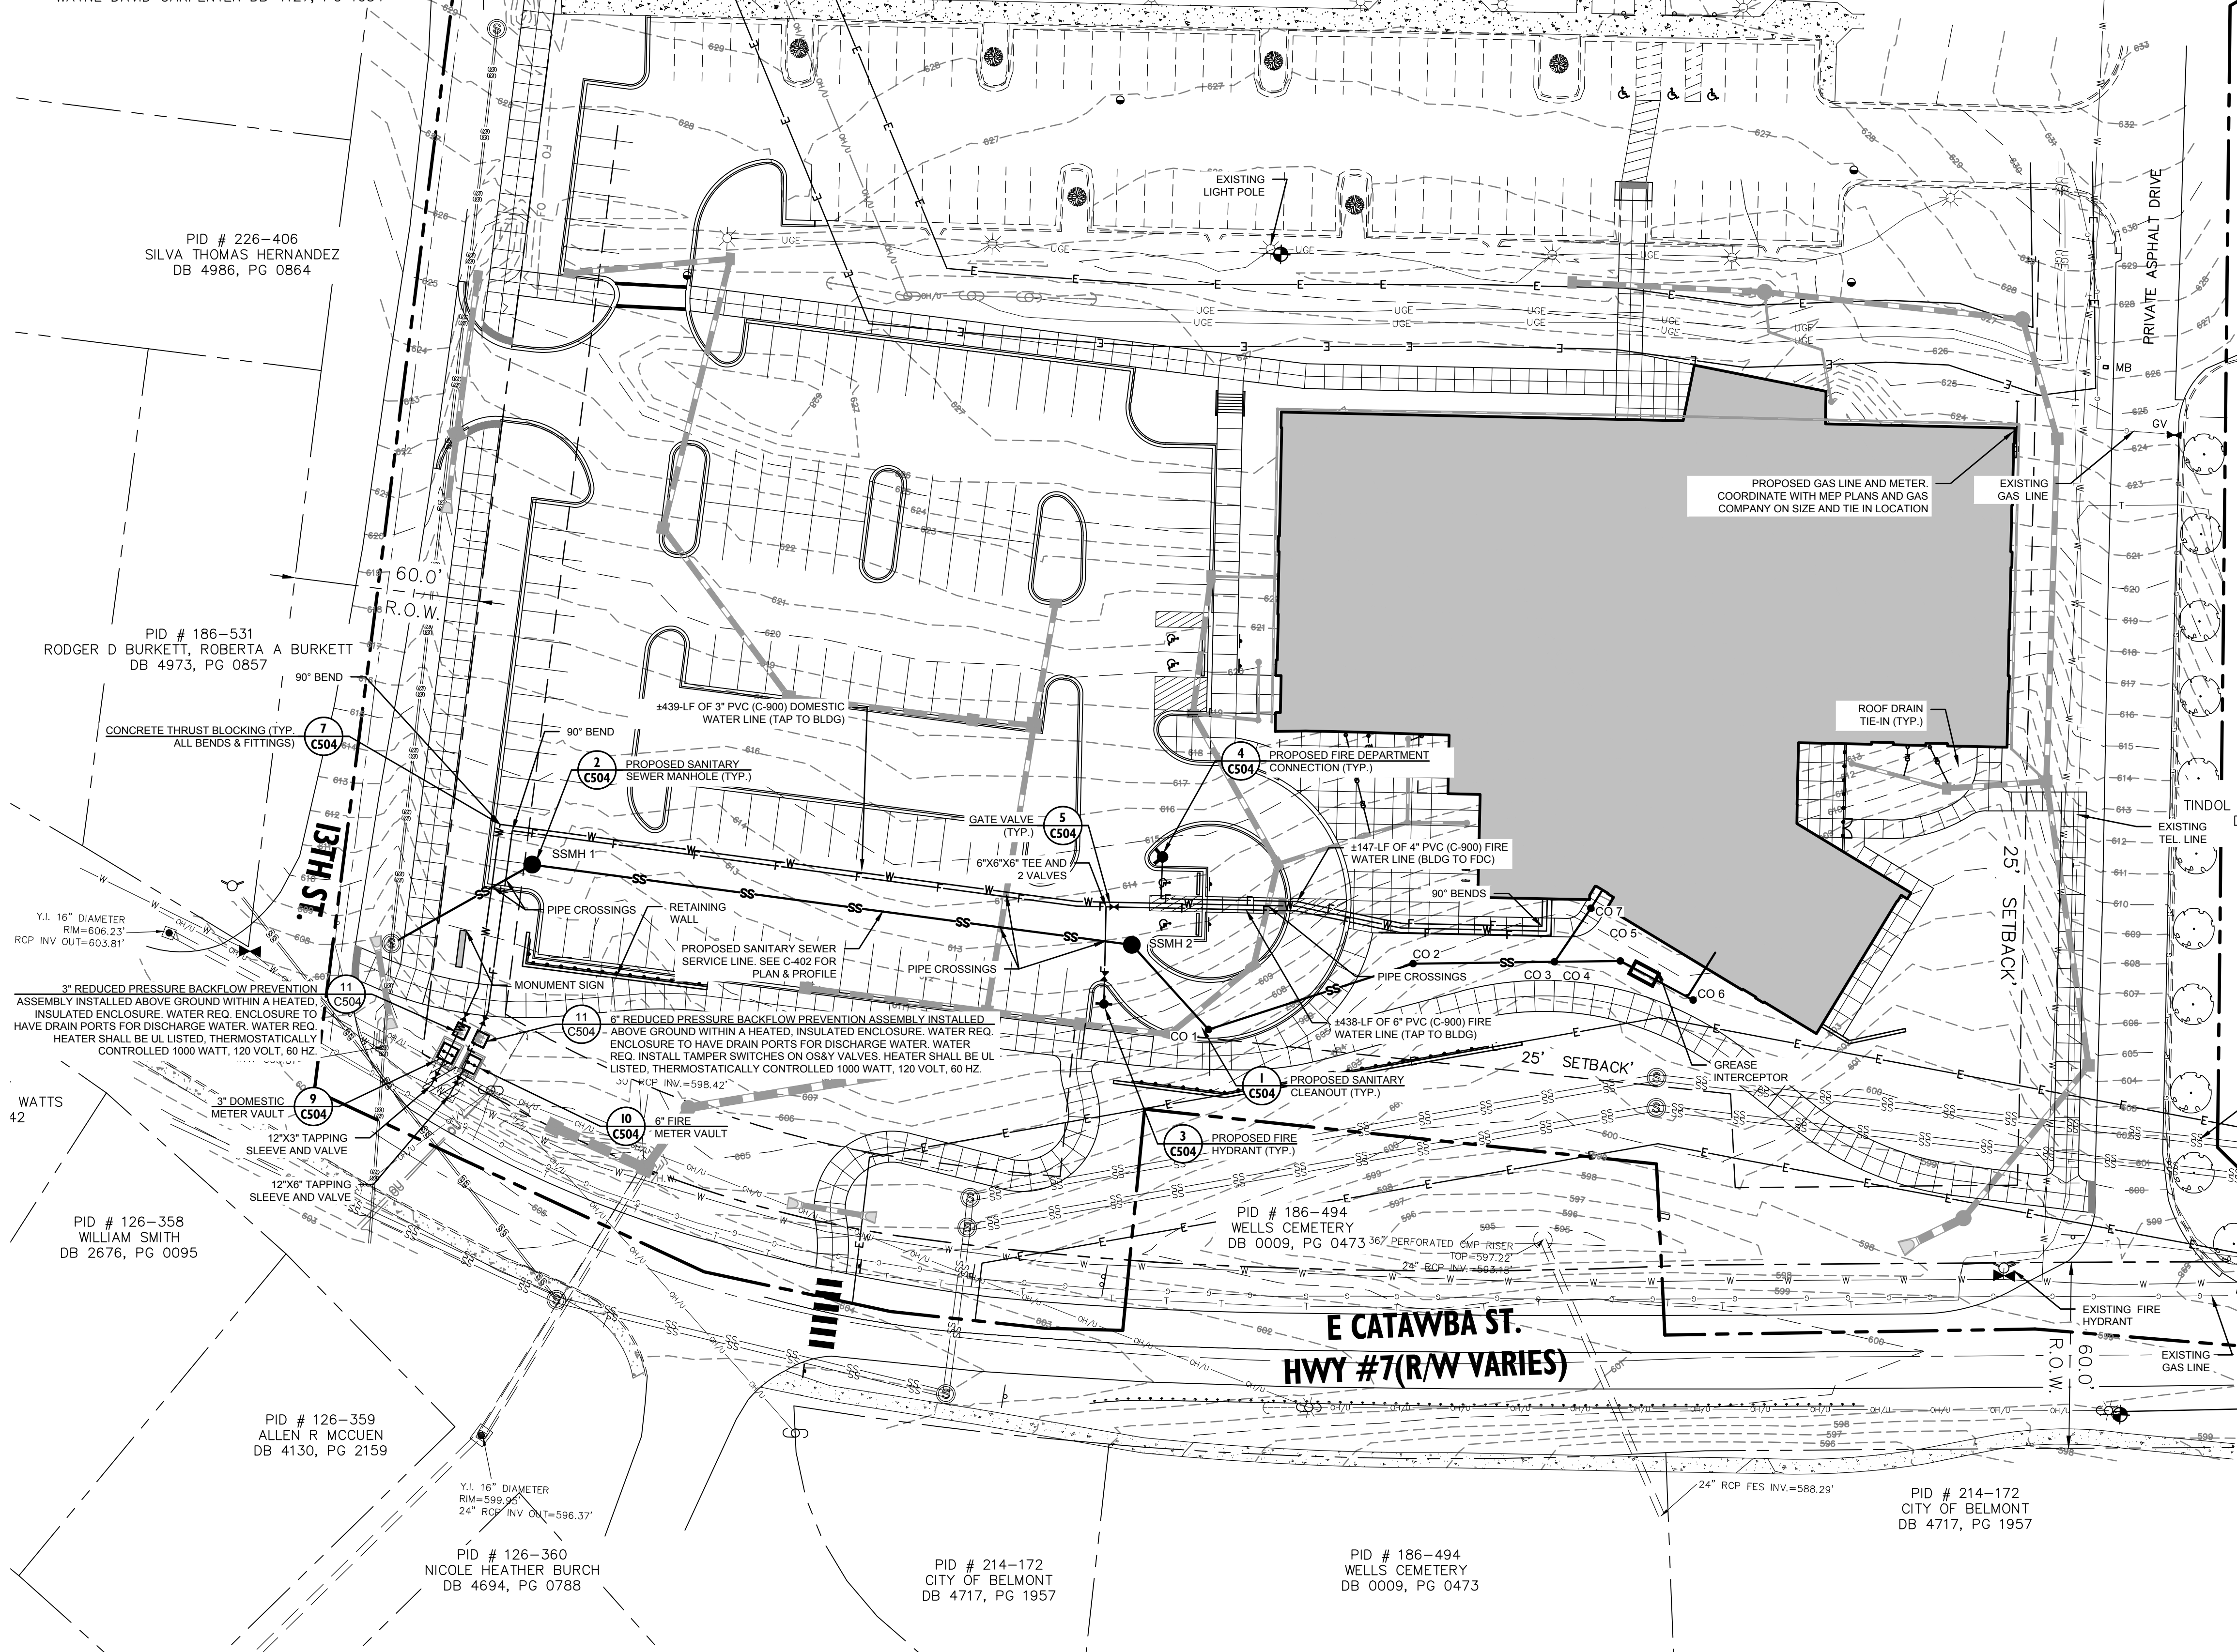 PID # 226-406
SILVA THOMAS HERNANDEZ
DB 4986, PG 0864
EXISTING
LIGHT POLE
PRIVATE ASPHALT DRIVE
MB
GV
PROPOSED GAS LINE AND METER.
COORDINATE WITH MEP PLANS AND GAS
COMPANY ON SIZE AND TIE IN LOCATION
EXISTING
GAS LINE
60.0'
R.O.W.
PID # 186-531
RODGER D BURKETT, ROBERTA A BURKETT
DB 4973, PG 0857
90° BEND
±439-LF OF 3" PVC (C-900) DOMESTIC
WATER LINE (TAP TO BLDG)
ROOF DRAIN
TIE-IN (TYP.)
CONCRETE THRUST BLOCKING (TYP.
ALL BENDS & FITTINGS)
7
C504
90° BEND
2
C504
PROPOSED SANITARY
SEWER MANHOLE (TYP.)
4
C504
PROPOSED FIRE DEPARTMENT
CONNECTION (TYP.)
GATE VALVE
(TYP.)
5
C504
6"X6"X6" TEE AND
2 VALVES
SSMH 1
±147-LF OF 4" PVC (C-900) FIRE
WATER LINE (BLDG TO FDC)
90° BENDS
TINDOL
EXISTING
TEL. LINE
13TH ST.
25' SETBACK'
PIPE CROSSINGS
RETAINING
WALL
Y.I. 16" DIAMETER
RIM=606.23'
RCP INV OUT=603.81'
PROPOSED SANITARY SEWER
SERVICE LINE. SEE C-402 FOR
PLAN & PROFILE
SSMH 2
PIPE CROSSINGS
PIPE CROSSINGS
CO 7
CO 5
CO 2
CO 3
CO 4
CO 6
MONUMENT SIGN
3" REDUCED PRESSURE BACKFLOW PREVENTION
ASSEMBLY INSTALLED ABOVE GROUND WITHIN A HEATED,
INSULATED ENCLOSURE. WATER REQ. ENCLOSURE TO
HAVE DRAIN PORTS FOR DISCHARGE WATER. WATER REQ.
HEATER SHALL BE UL LISTED, THERMOSTATICALLY
CONTROLLED 1000 WATT, 120 VOLT, 60 HZ.
11
C504
11
C504
6" REDUCED PRESSURE BACKFLOW PREVENTION ASSEMBLY INSTALLED
ABOVE GROUND WITHIN A HEATED, INSULATED ENCLOSURE. WATER REQ.
ENCLOSURE TO HAVE DRAIN PORTS FOR DISCHARGE WATER. WATER
REQ. INSTALL TAMPER SWITCHES ON OS&Y VALVES. HEATER SHALL BE UL
LISTED, THERMOSTATICALLY CONTROLLED 1000 WATT, 120 VOLT, 60 HZ.
RCP INV.=598.42'
CO 1
±438-LF OF 6" PVC (C-900) FIRE
WATER LINE (TAP TO BLDG)
25' SETBACK'
GREASE
INTERCEPTOR
1
C504
PROPOSED SANITARY
CLEANOUT (TYP.)
WATTS
42
3" DOMESTIC
METER VAULT
9
C504
10
C504
6" FIRE
METER VAULT
3
C504
PROPOSED FIRE
HYDRANT (TYP.)
12"X3" TAPPING
SLEEVE AND VALVE
12"X6" TAPPING
SLEEVE AND VALVE
H.W.
PID # 126-358
WILLIAM SMITH
DB 2676, PG 0095
PID # 186-494
WELLS CEMETERY
DB 0009, PG 0473
36" PERFORATED CMP RISER
TOP=597.22'
24" RCP INV.=593.15'
E CATAWBA ST.
HWY #7(R/W VARIES)
EXISTING FIRE
HYDRANT
EXISTING
GAS LINE
60.0'
R.O.W.
PID # 126-359
ALLEN R MCCUEN
DB 4130, PG 2159
Y.I. 16" DIAMETER
RIM=599.95'
24" RCP INV OUT=596.37'
24" RCP FES INV.=588.29'
PID # 214-172
CITY OF BELMONT
DB 4717, PG 1957
PID # 126-360
NICOLE HEATHER BURCH
DB 4694, PG 0788
PID # 214-172
CITY OF BELMONT
DB 4717, PG 1957
PID # 186-494
WELLS CEMETERY
DB 0009, PG 0473